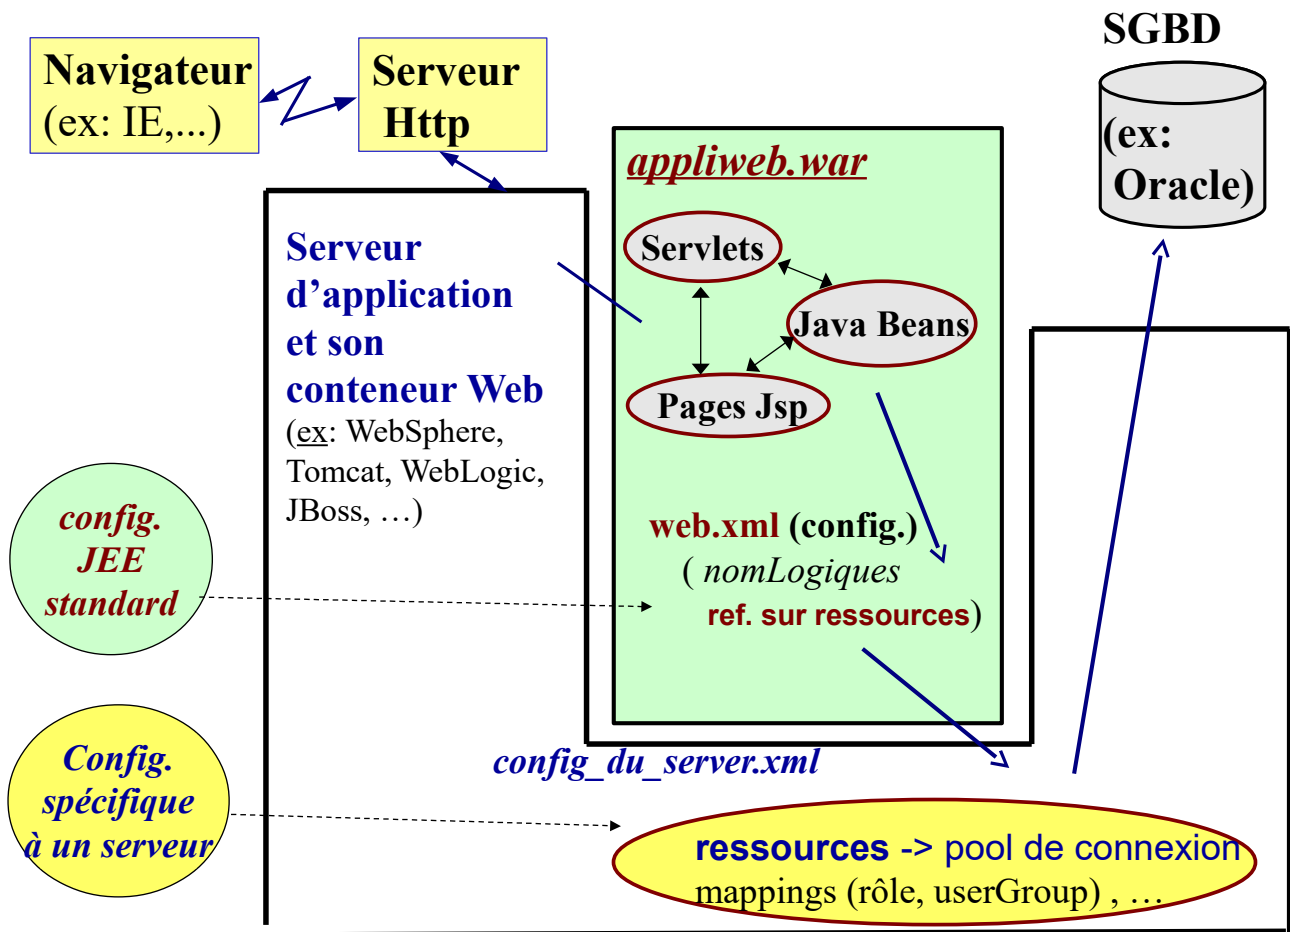 SGBD
Navigateur
(ex: IE,...)
Serveur
Http
(ex:
Oracle)
appliweb.war
Servlets
Java Beans
Pages Jsp
Serveur
d’application
et son
conteneur Web
(ex: WebSphere,
Tomcat, WebLogic,
JBoss, …)
config.
JEE
standard
web.xml (config.)
( nomLogiques
ref. sur ressources)
Config.
spécifique
à un serveur
config_du_server.xml
ressources -> pool de connexion
mappings (rôle, userGroup) , …